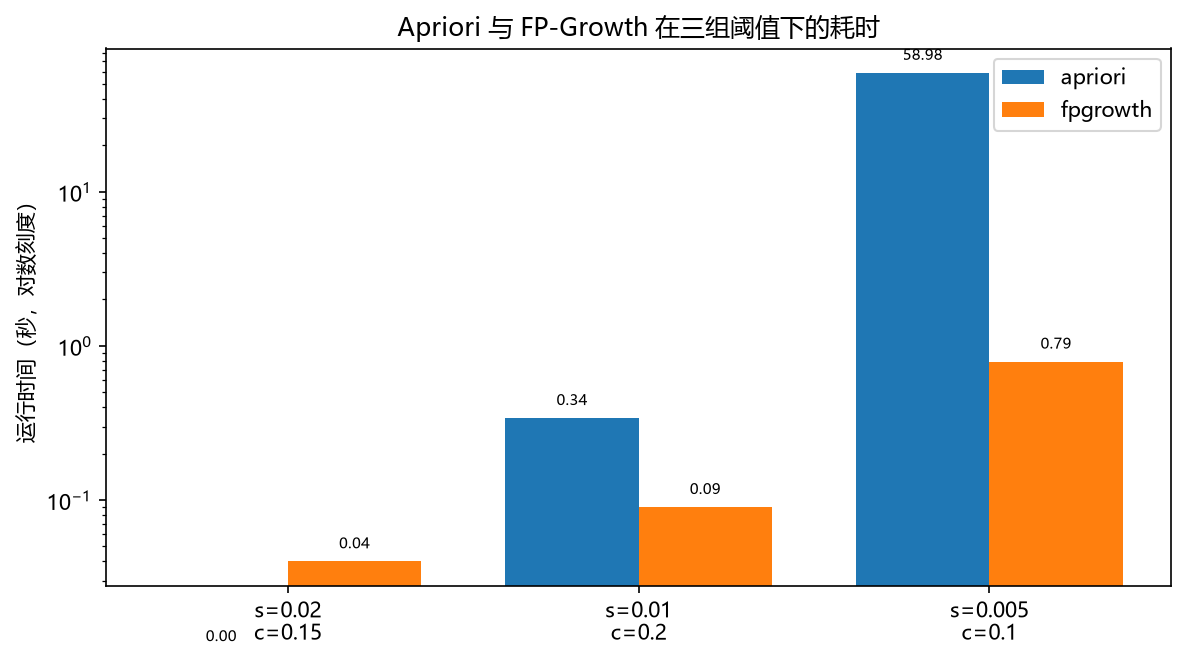 Apriori 与 FP-Growth 在三组阈值下的耗时
58.98
apriori
fpgrowth
运行时间（秒，对数刻度）
10¹
10⁰
10⁻¹
0.79
0.34
0.09
0.04
0.00
s=0.02
c=0.15
s=0.01
c=0.2
s=0.005
c=0.1